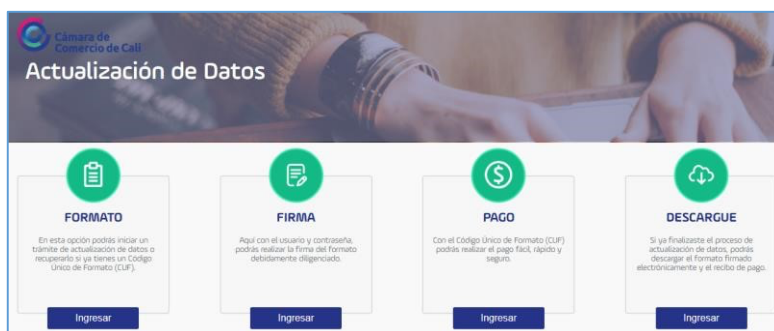 Cámara de
Comercio de Cali
Actualización de Datos
FORMATO
En esta opción podrás iniciar un
trámite de actualización de datos o
recuperarlo si ya tienes un Código
Único de Formato (CUF).
Ingresar
FIRMA
Aquí con el usuario y contraseña,
podrás realizar la firma del formato
debidamente diligenciado.
Ingresar
PAGO
Con el Código Único de Formato (CUF)
podrás realizar el pago fácil, rápido y
seguro.
Ingresar
DESCARGUE
Si ya finalizaste el proceso de
actualización de datos, podrás
descargar el formato firmado
electrónicamente y el recibo de pago.
Ingresar